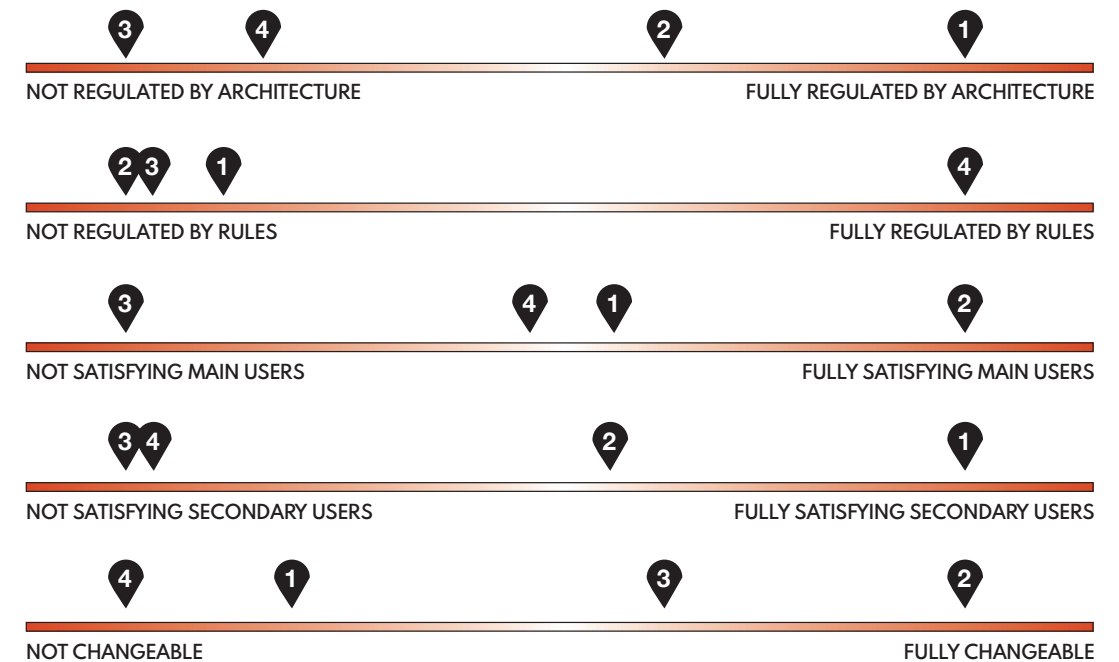 3 4 2 1
NOT REGULATED BY ARCHITECTURE FULLY REGULATED BY ARCHITECTURE
2 3 1 4
NOT REGULATED BY RULES FULLY REGULATED BY RULES
3 4 1 2
NOT SATISFYING MAIN USERS FULLY SATISFYING MAIN USERS
3 4 2 1
NOT SATISFYING SECONDARY USERS FULLY SATISFYING SECONDARY USERS
4 1 3 2
NOT CHANGEABLE FULLY CHANGEABLE